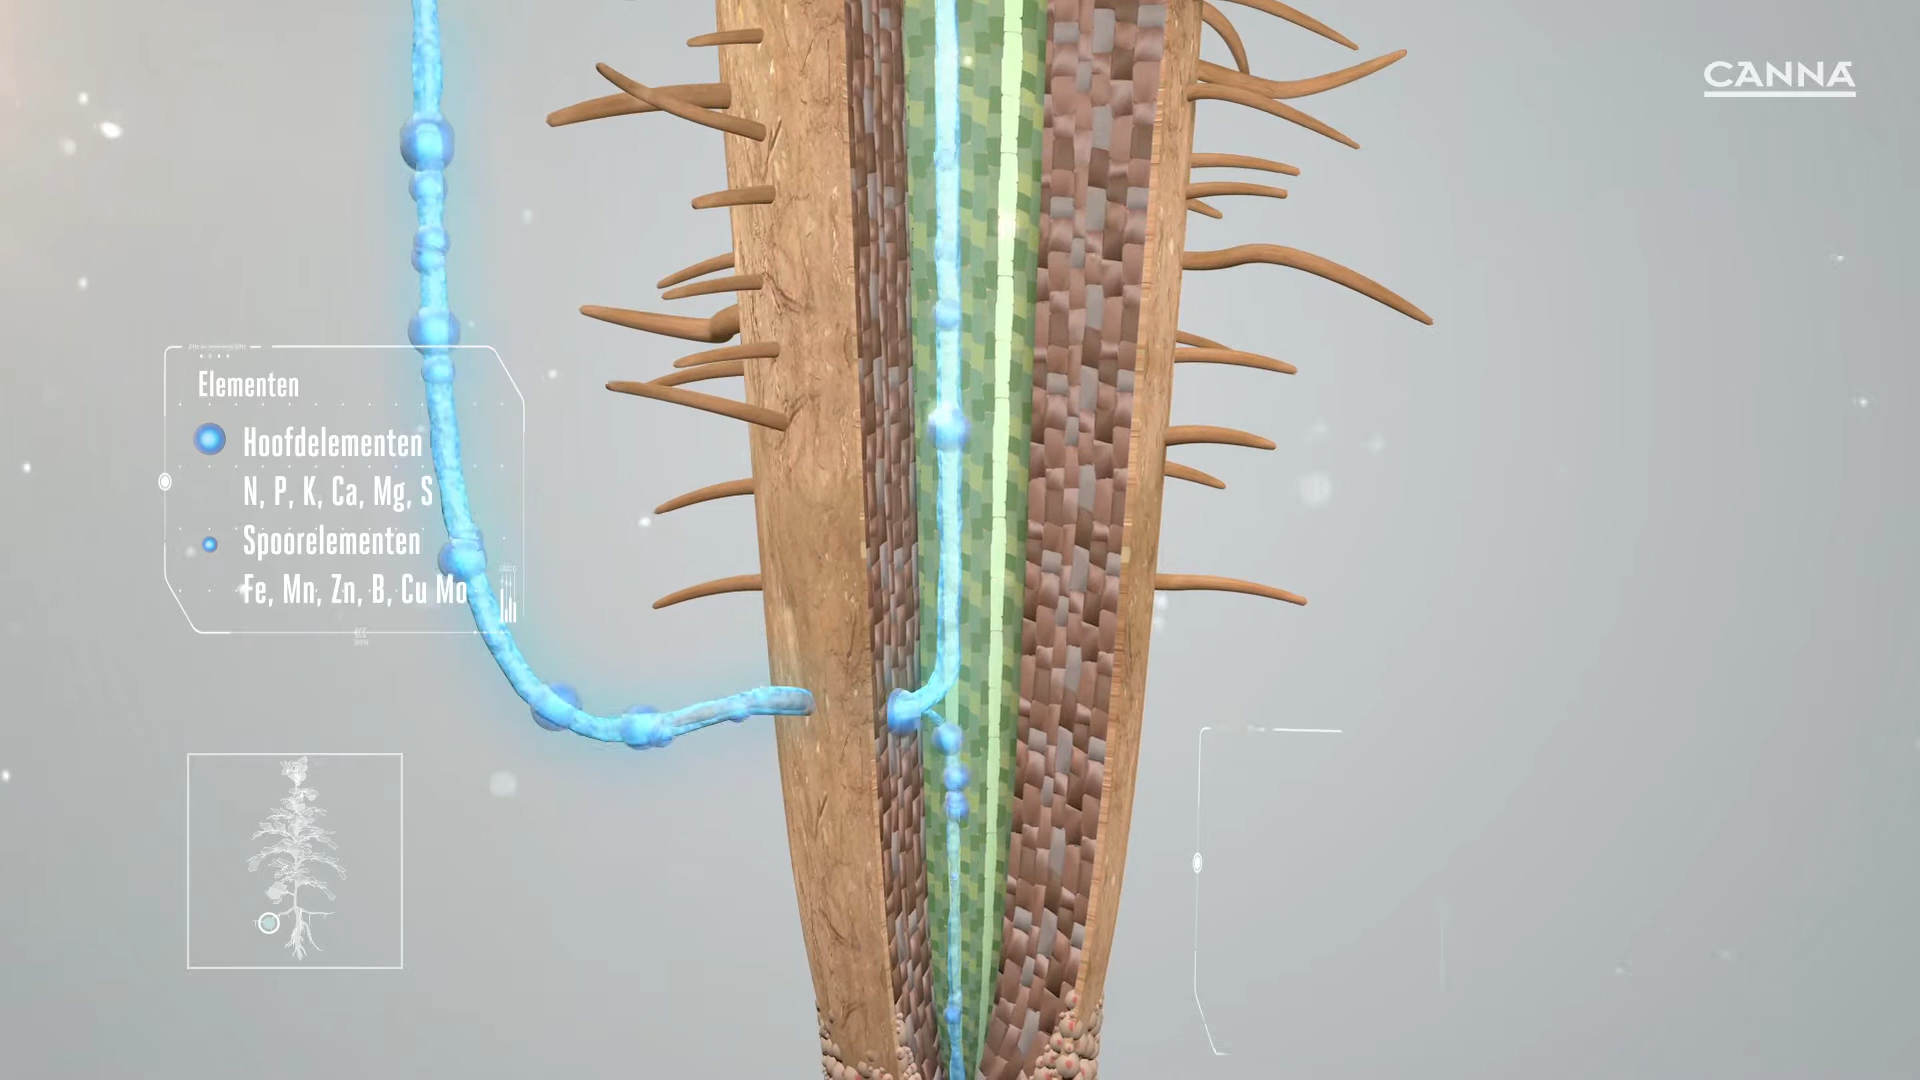 CANNA
Elementen
Hoofdelementen
N, P, K, Ca, Mg, S
Spoorelementen
Fe, Mn, Zn, B, Cu Mo